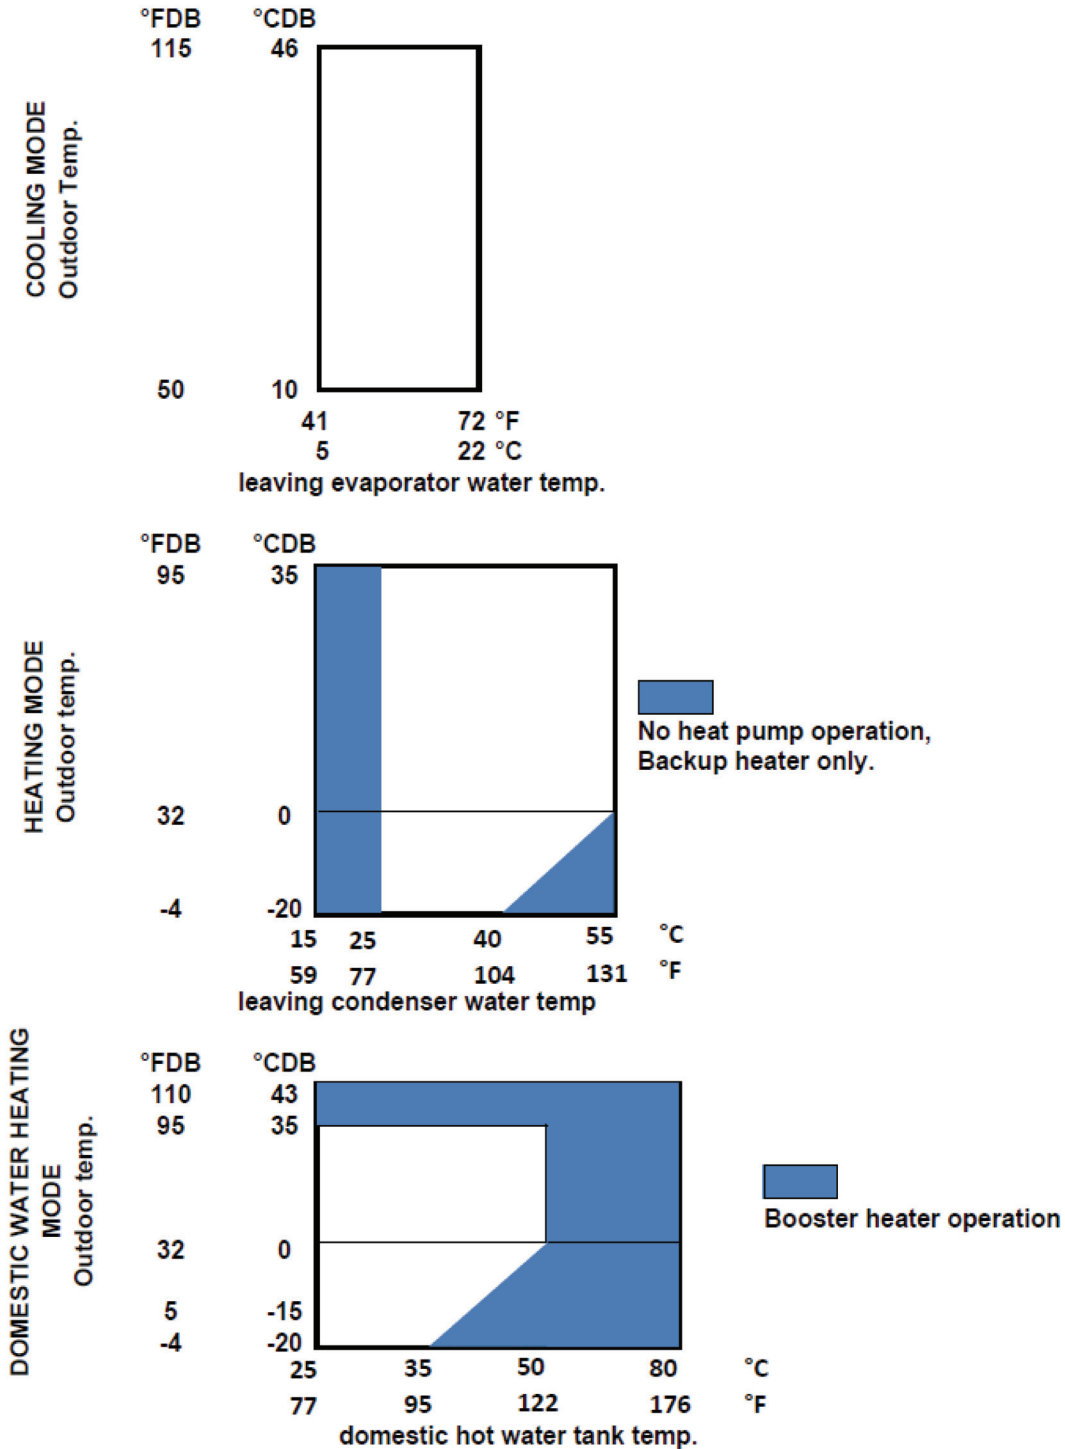 °FDB °CDB
115 46
COOLING MODE
Outdoor Temp.
50 10
41 72 °F
5 22 °C
leaving evaporator water temp.
°FDB °CDB
95 35
HEATING MODE
Outdoor temp.
No heat pump operation,
Backup heater only.
32 0
-4 -20
15 25 40 55 °C
59 77 104 131 °F
leaving condenser water temp
°FDB °CDB
110 43
95 35
DOMESTIC WATER HEATING
MODE
Outdoor temp.
Booster heater operation
32 0
5 -15
-4 -20
25 35 50 80 °C
77 95 122 176 °F
domestic hot water tank temp.